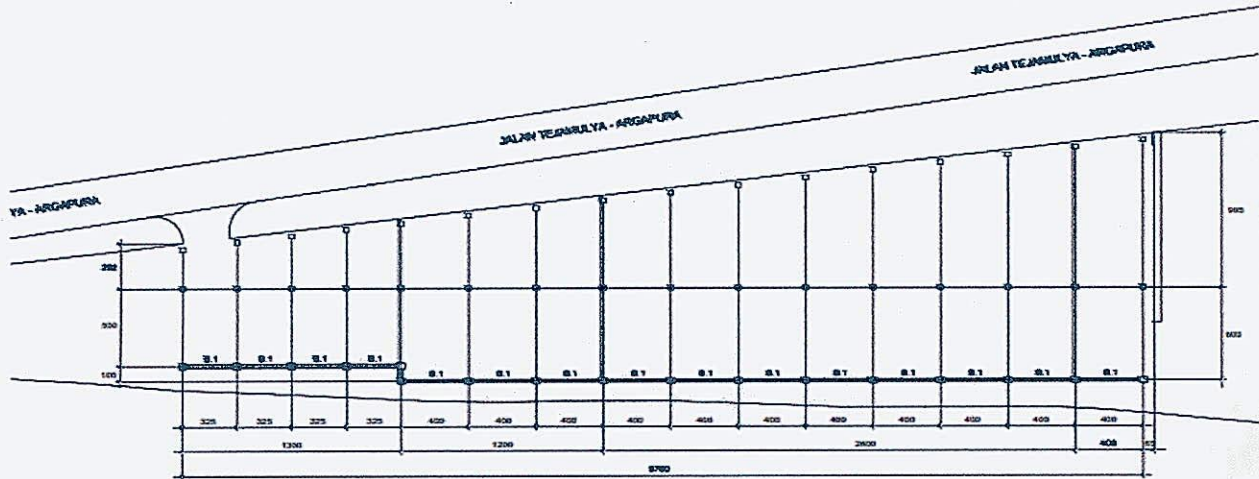 JALAN TEJAMULYA - ARGAPURA
JALAN TEJAMULYA - ARGAPURA
YA - ARGAPURA
B.1 B.1 B.1 B.1
B.1 B.1 B.1 B.1 B.1 B.1 B.1 B.1 B.1 B.1 B.1
100
325 325 325 325 400 400 400 400 400 400 400 400 400 400 400
1300 1200 2800 400